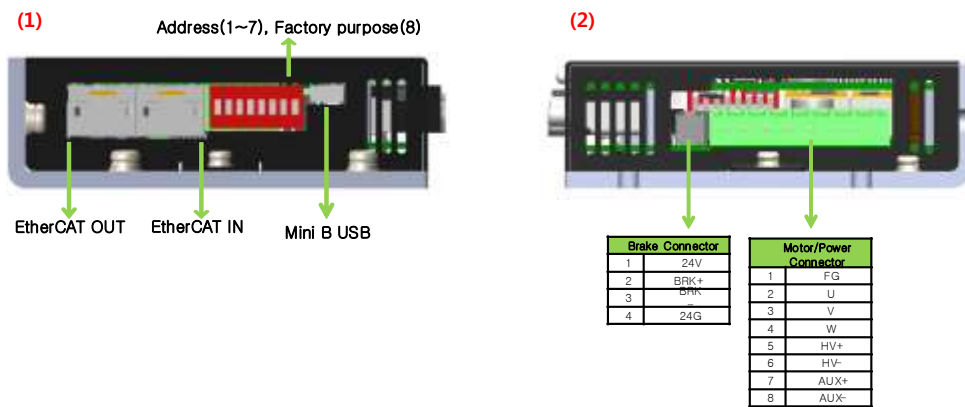 (1)
Address(1~7), Factory purpose(8)
EtherCAT OUT
EtherCAT IN
Mini B USB
(2)
Brake Connector
1 24V
2 BRK+
3 BRK
-
4 24G
Motor/Power
Connector
1 FG
2 U
3 V
4 W
5 HV+
6 HV-
7 AUX+
8 AUX-